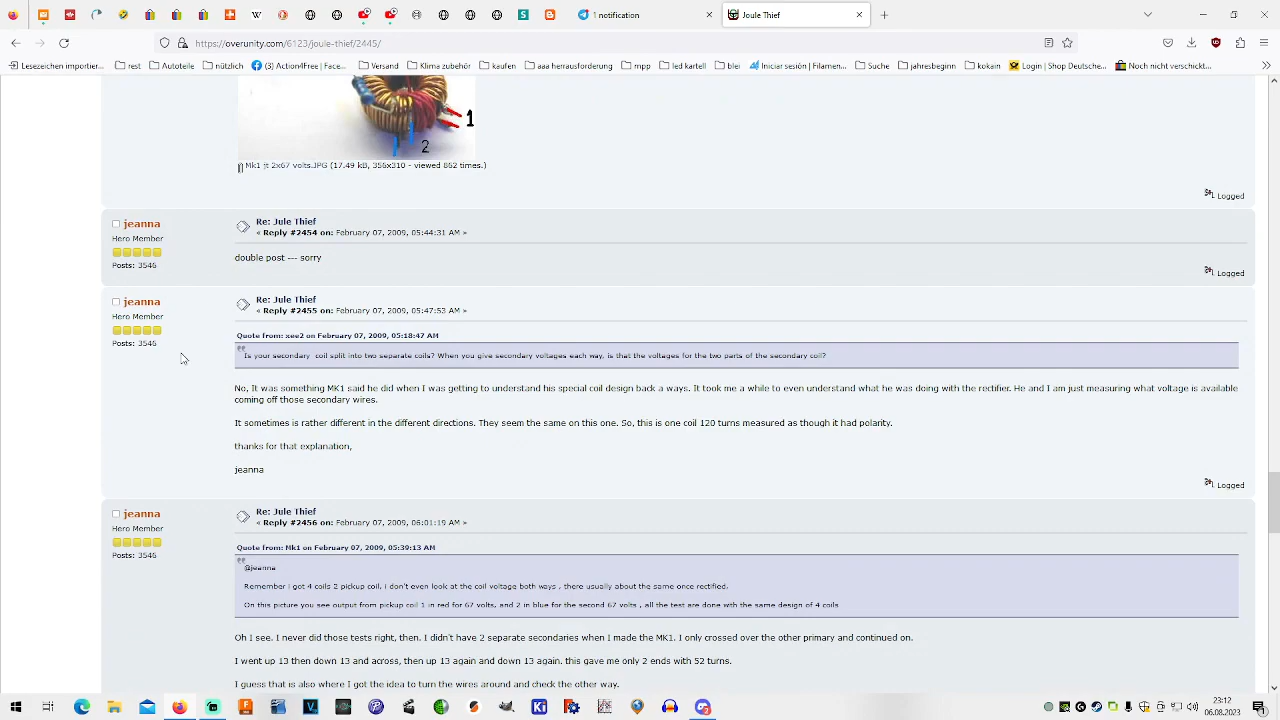 1 notification
Joule Thief
https://overunity.com/6123/joule-thief/2445/
Lesezeichen importier...
rest
Autoteile
nützlich
(3) Action4Free | Face...
Versand
Klima zubehör
kaufen
aaa herrausforderung
mpp
led kartell
blei
Iniciar sesión | Filamen...
Suche
jahresbeginn
kokain
Login | Shop Deutsche...
Noch nicht verschickt...
1
2
Mk1 jt 2x67 volts.JPG (17.49 kB, 356x310 - viewed 862 times.)
Logged
jeanna
Hero Member
Posts: 3546
Re: Jule Thief
« Reply #2454 on: February 07, 2009, 05:44:31 AM »
double post --- sorry
Logged
jeanna
Hero Member
Posts: 3546
Re: Jule Thief
« Reply #2455 on: February 07, 2009, 05:47:53 AM »
Quote from: xee2 on February 07, 2009, 05:18:47 AM
Is your secondary coil split into two separate coils? When you give secondary voltages each way, is that the voltages for the two parts of the secondary coil?
No, It was something MK1 said he did when I was getting to understand his special coil design back a ways. It took me a while to even understand what he was doing with the rectifier. He and I am just measuring what voltage is available
coming off those secondary wires.
It sometimes is rather different in the different directions. They seem the same on this one. So, this is one coil 120 turns measured as though it had polarity.
thanks for that explanation,
jeanna
Logged
jeanna
Hero Member
Posts: 3546
Re: Jule Thief
« Reply #2456 on: February 07, 2009, 06:01:19 AM »
Quote from: Mk1 on February 07, 2009, 05:39:13 AM
@jeanna
Remember i got 4 coils 2 pickup coil, i don't even look at the coil voltage both ways , there usually about the same once rectified.
On this picture you see output from pickup coil 1 in red for 67 volts, and 2 in blue for the second 67 volts , all the test are done wth the same design of 4 coils
Oh I see. I never did those tests right, then. I didn't have 2 separate secondaries when I made the MK1. I only crossed over the other primary and continued on.
I went up 13 then down 13 and across, then up 13 again and down 13 again. this gave me only 2 ends with 52 turns.
I guess that is also where I got the idea to turn the wires around and check the other way.
23:12
06.09.2023